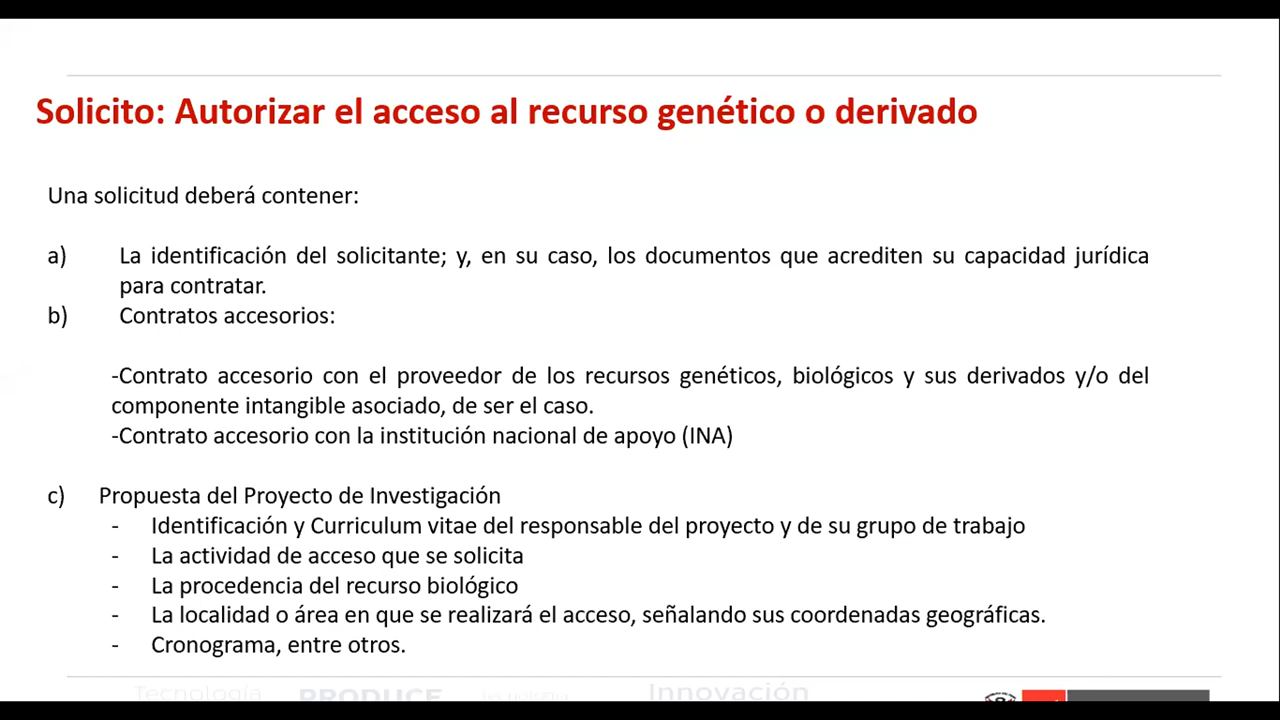 Solicito: Autorizar el acceso al recurso genético o derivado
Una solicitud deberá contener:
a) La identificación del solicitante; y, en su caso, los documentos que acrediten su capacidad jurídica
para contratar.
b) Contratos accesorios:
-Contrato accesorio con el proveedor de los recursos genéticos, biológicos y sus derivados y/o del
componente intangible asociado, de ser el caso.
-Contrato accesorio con la institución nacional de apoyo (INA)
c) Propuesta del Proyecto de Investigación
- Identificación y Curriculum vitae del responsable del proyecto y de su grupo de trabajo
- La actividad de acceso que se solicita
- La procedencia del recurso biológico
- La localidad o área en que se realizará el acceso, señalando sus coordenadas geográficas.
- Cronograma, entre otros.
Tecnología PRODUCE Innovación